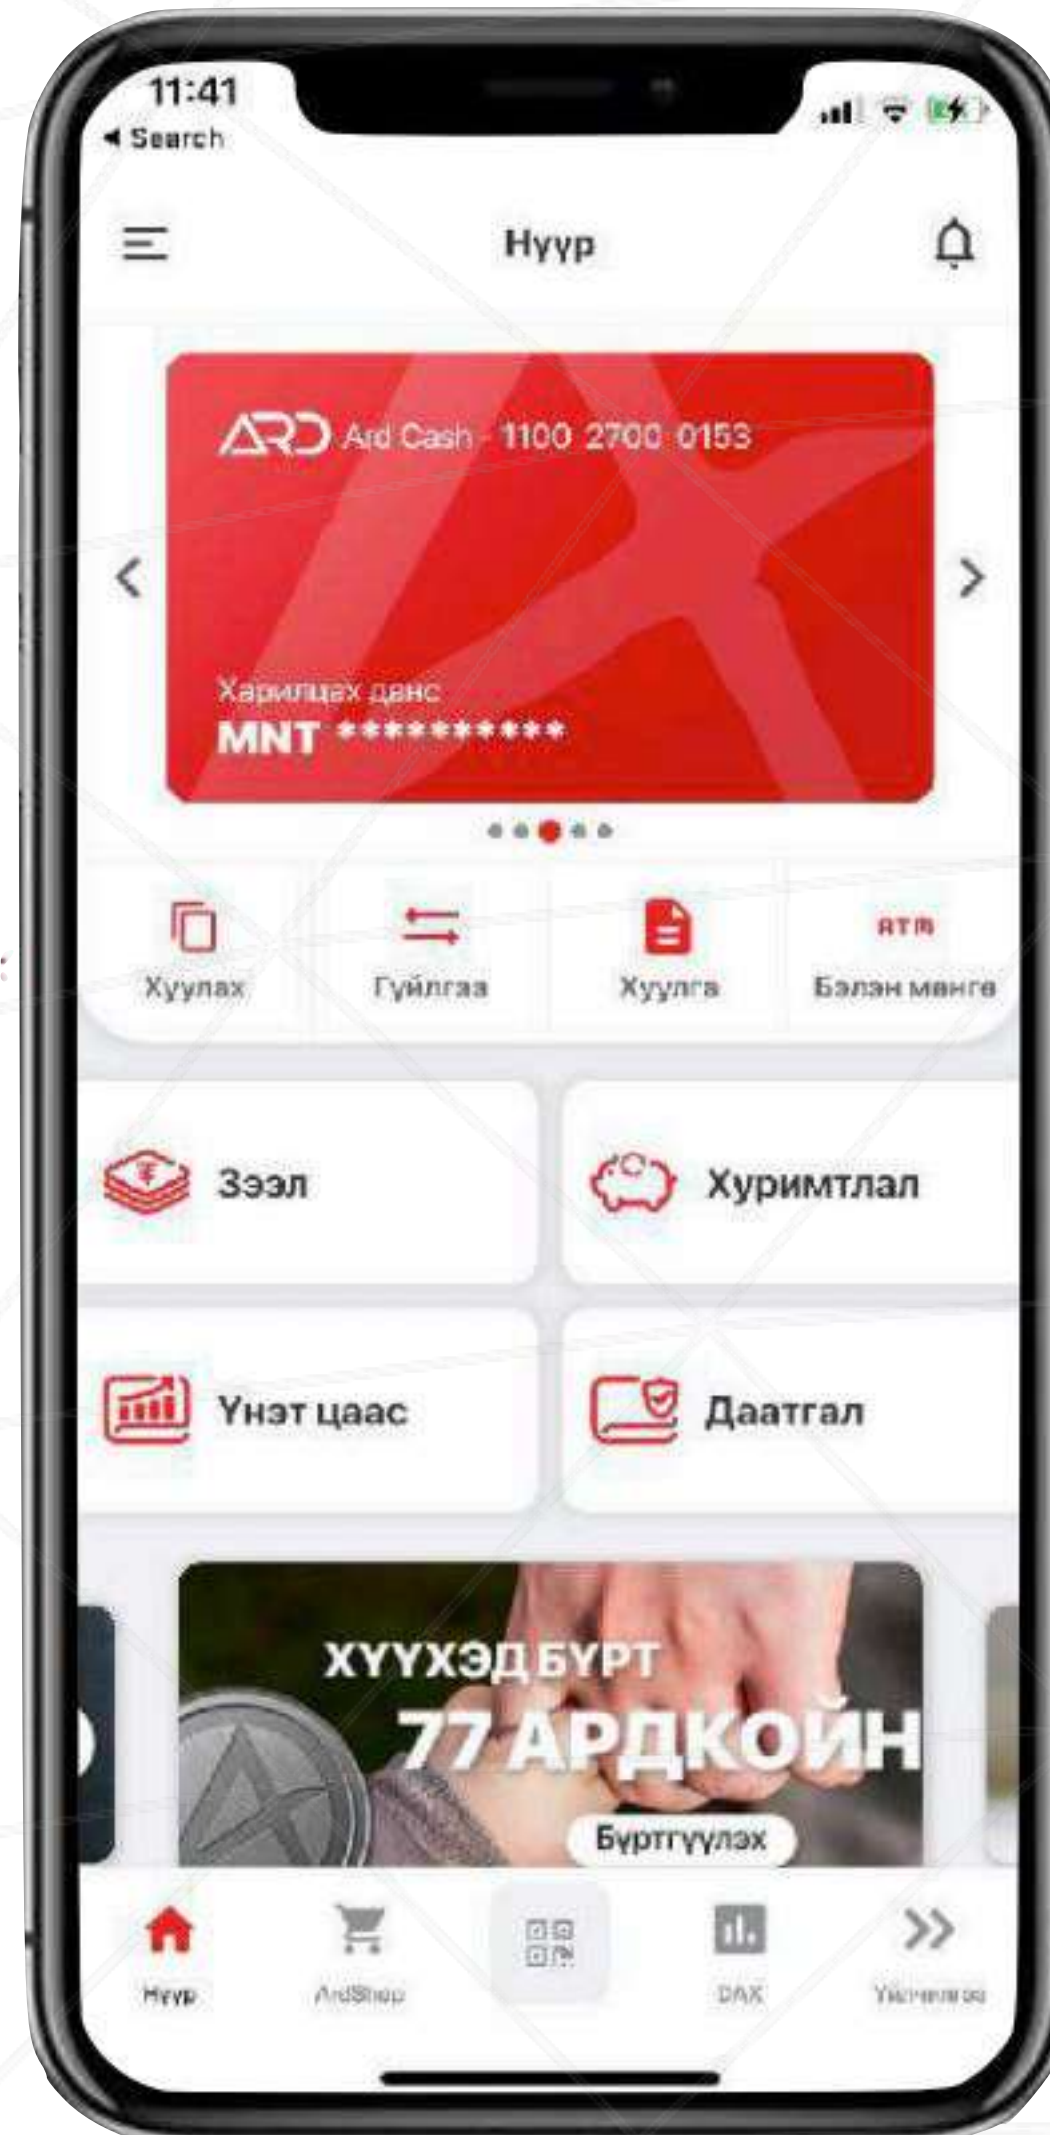 11:41
◀ Search
Нүүр
ARD Ard Cash - 1100 2700 0153
Харилцах данс
MNT **********
Хуулах
Гүйлгээ
Хуулга
ATM
Бэлэн мөнгө
Зээл
Хуримтлал
Үнэт цаас
Даатгал
ХҮҮХЭД БҮРТ
77 АРДКОЙН
Бүртгүүлэх
Нүүр
ArdShop
DAX
Үйлчилгээ